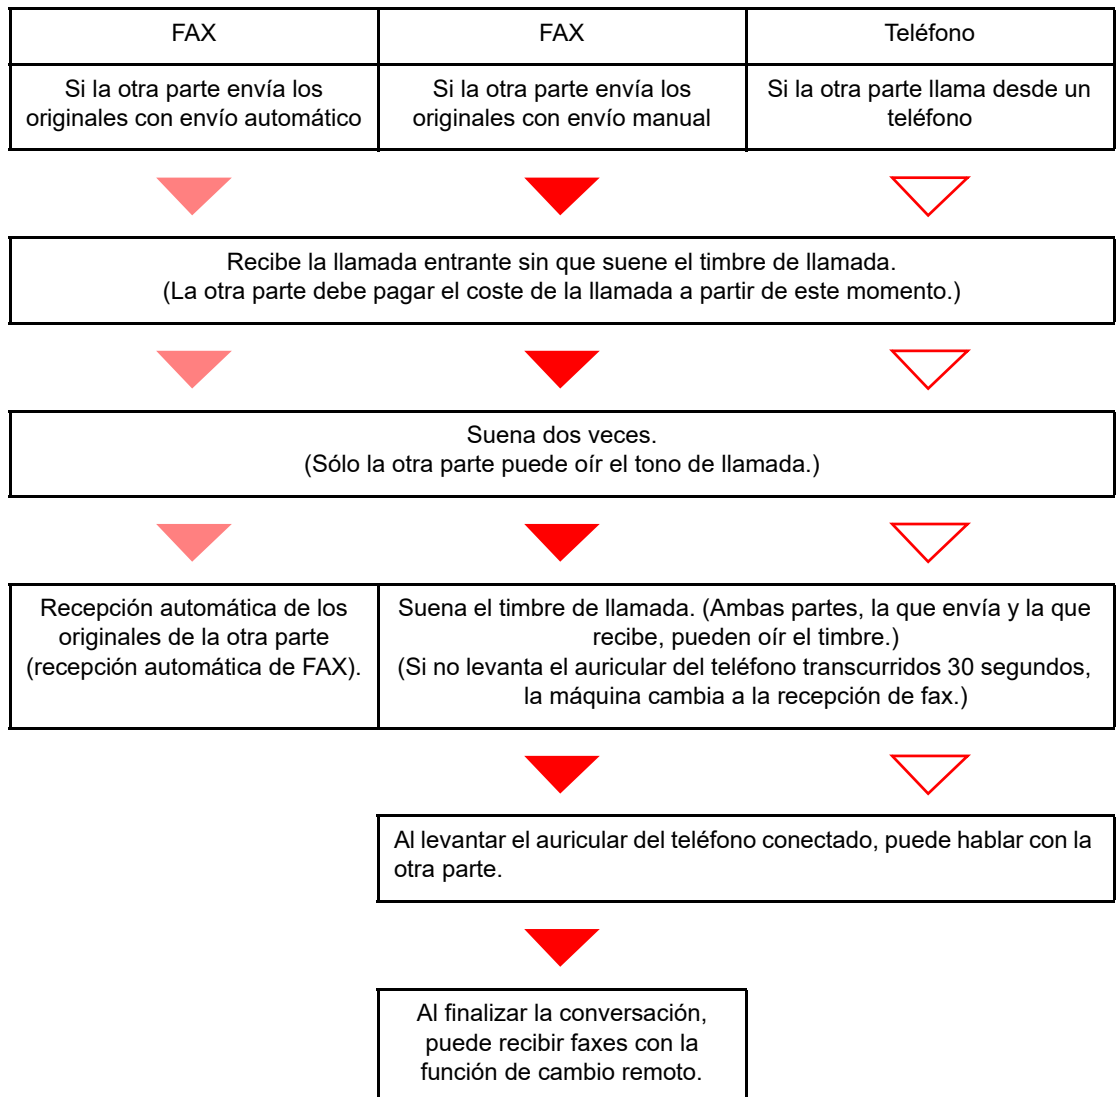 FAX
FAX
Teléfono
Si la otra parte envía los
originales con envío automático
Si la otra parte envía los
originales con envío manual
Si la otra parte llama desde un
teléfono
Recibe la llamada entrante sin que suene el timbre de llamada.
(La otra parte debe pagar el coste de la llamada a partir de este momento.)
Suena dos veces.
(Sólo la otra parte puede oír el tono de llamada.)
Recepción automática de los
originales de la otra parte
(recepción automática de FAX).
Suena el timbre de llamada. (Ambas partes, la que envía y la que
recibe, pueden oír el timbre.)
(Si no levanta el auricular del teléfono transcurridos 30 segundos,
la máquina cambia a la recepción de fax.)
Al levantar el auricular del teléfono conectado, puede hablar con la
otra parte.
Al finalizar la conversación,
puede recibir faxes con la
función de cambio remoto.